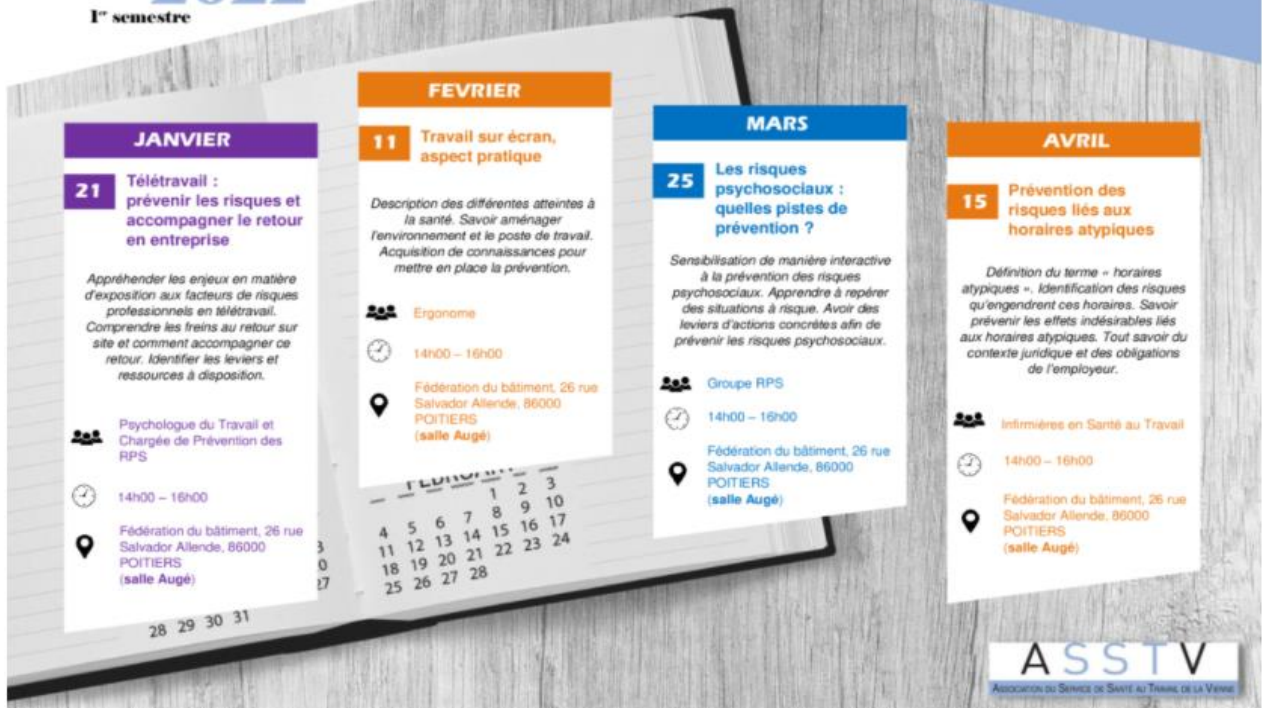 2022
1er semestre
JANVIER
21
Télétravail :
prévenir les risques et
accompagner le retour
en entreprise
Appréhender les enjeux en matière
d'exposition aux facteurs de risques
professionnels en télétravail.
Comprendre les freins au retour sur
site et comment accompagner ce
retour. Identifier les leviers et
ressources à disposition.
Psychologue du Travail et
Chargée de Prévention des
RPS
14h00 – 16h00
Fédération du bâtiment, 26 rue
Salvador Allende, 86000
POITIERS
(salle Augé)
FEVRIER
11
Travail sur écran,
aspect pratique
Description des différentes atteintes à
la santé. Savoir aménager
l'environnement et le poste de travail.
Acquisition de connaissances pour
mettre en place la prévention.
Ergonome
14h00 – 16h00
Fédération du bâtiment, 26 rue
Salvador Allende, 86000
POITIERS
(salle Augé)
MARS
25
Les risques
psychosociaux :
quelles pistes de
prévention ?
Sensibilisation de manière interactive
à la prévention des risques
psychosociaux. Apprendre à repérer
des situations à risque. Avoir des
leviers d'actions concrètes afin de
prévenir les risques psychosociaux.
Groupe RPS
14h00 – 16h00
Fédération du bâtiment, 26 rue
Salvador Allende, 86000
POITIERS
(salle Augé)
AVRIL
15
Prévention des
risques liés aux
horaires atypiques
Définition du terme « horaires
atypiques ». Identification des risques
qu'engendrent ces horaires. Savoir
prévenir les effets indésirables liés
aux horaires atypiques. Tout savoir du
contexte juridique et des obligations
de l'employeur.
Infirmières en Santé au Travail
14h00 – 16h00
Fédération du bâtiment, 26 rue
Salvador Allende, 86000
POITIERS
(salle Augé)
FEBRUARY
1 2 3
4 5 6 7 8 9 10
11 12 13 14 15 16 17
18 19 20 21 22 23 24
25 26 27 28
27
28 29 30 31
ASSTV
ASSOCIATION DU SERVICE DE SANTÉ AU TRAVAIL DE LA VIENNE